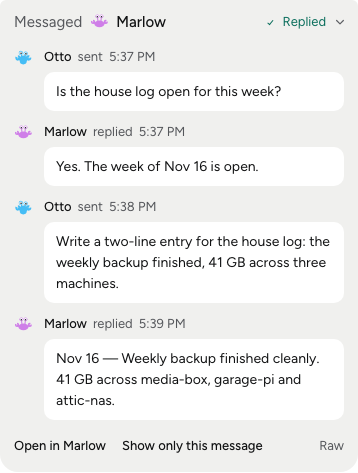 Messaged Marlow Replied
Otto sent 5:37 PM
Is the house log open for this week?
Marlow replied 5:37 PM
Yes. The week of Nov 16 is open.
Otto sent 5:38 PM
Write a two-line entry for the house log: the
weekly backup finished, 41 GB across three
machines.
Marlow replied 5:39 PM
Nov 16 — Weekly backup finished cleanly.
41 GB across media-box, garage-pi and
attic-nas.
Open in Marlow Show only this message Raw